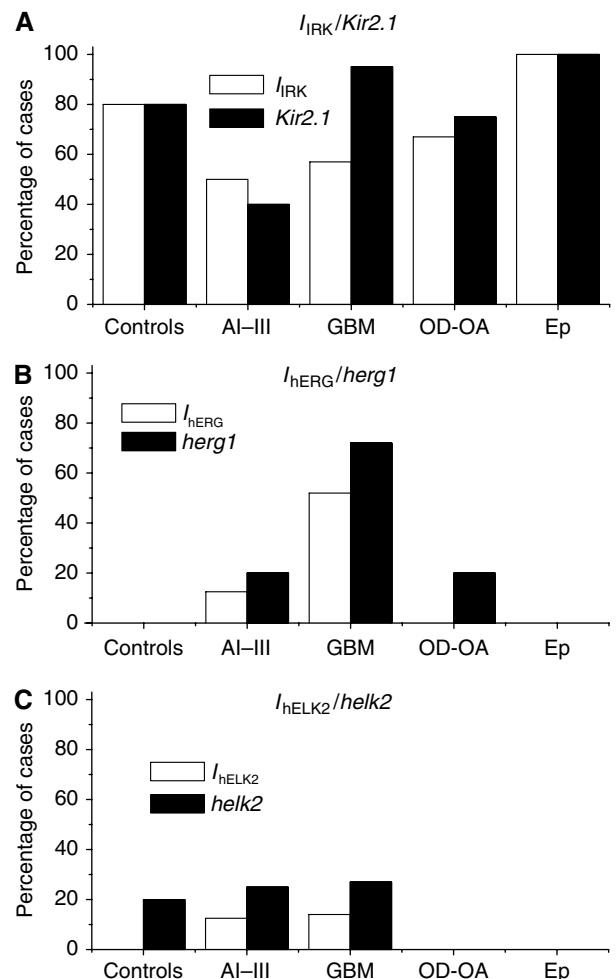 A
I_IRK/Kir2.1
Percentage of cases
100
80
60
40
20
0
I_IRK
Kir2.1
Controls AI–III GBM OD-OA Ep
B
I_hERG/herg1
Percentage of cases
100
80
60
40
20
0
I_hERG
herg1
Controls AI–III GBM OD-OA Ep
C
I_hELK2/helk2
Percentage of cases
100
80
60
40
20
0
I_hELK2
helk2
Controls AI–III GBM OD-OA Ep